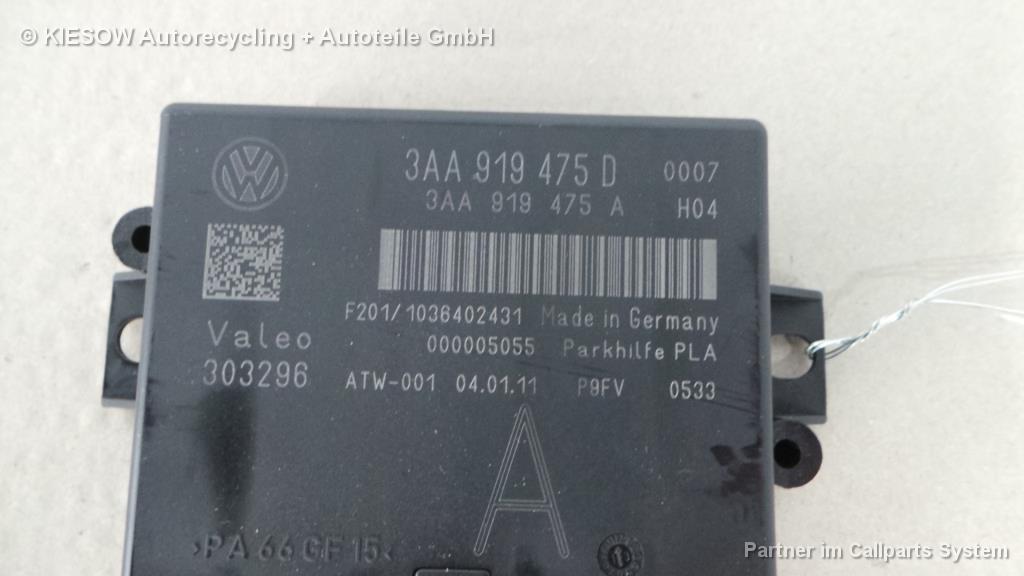 © KIESOW Autorecycling + Autoteile GmbH
3AA 919 475 D 0007
3AA 919 475 A H04
F201/1036402431 Made in Germany
Valeo 000005055 Parkhilfe PLA
303296 ATW-001 04.01.11 P9FV 0533
A
>PA 66 GF 15<
Partner im Callparts System